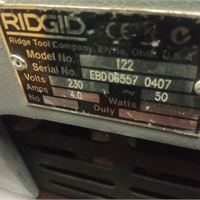 RIDGID
Ridge Tool Company, Elyria, Ohio, U.S.A
Model No. 122
Serial No. EBD06557 0407
Volts 230 ~ 50
Amps 4.0 Watts
No Duty